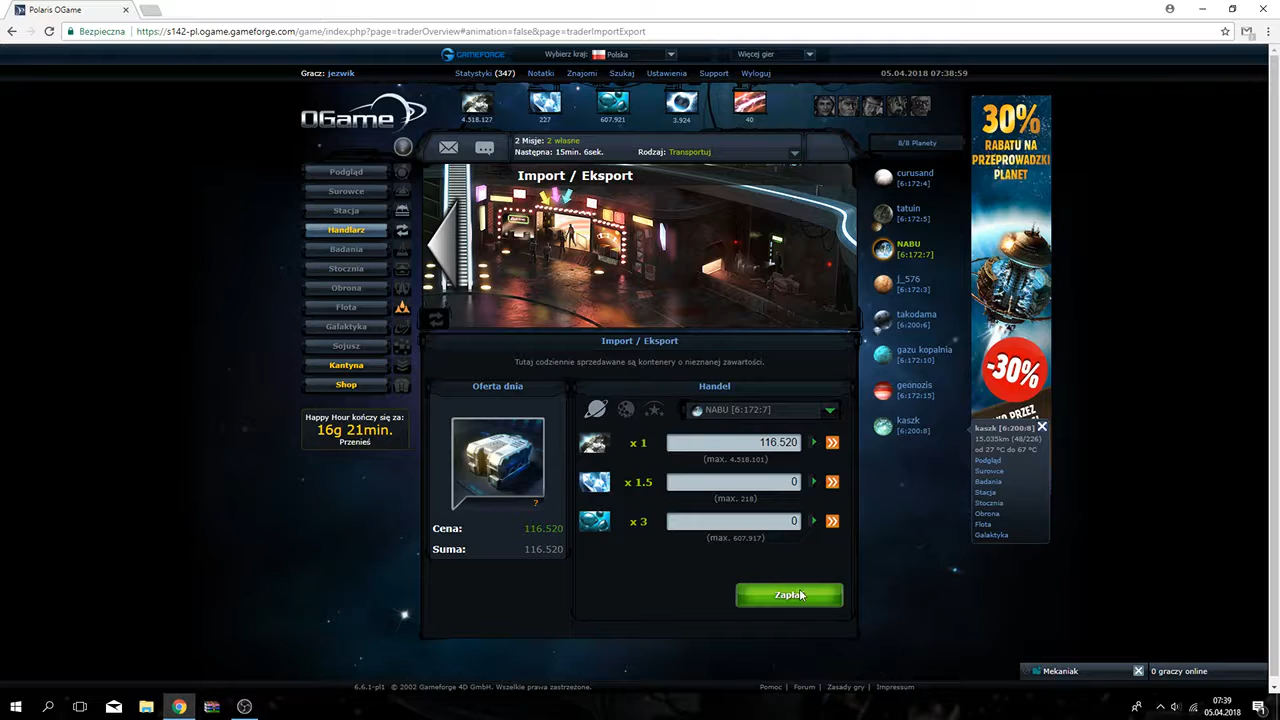 Polaris OGame
Bezpieczna
https://s142-pl.ogame.gameforge.com/game/index.php?page=traderOverview#animation=false&page=traderImportExport
GAMEFORGE
Wybierz kraj:
Polska
Więcej gier
Gracz: jezwik
Statystyki (347)
Notatki
Znajomi
Szukaj
Ustawienia
Support
Wyloguj
05.04.2018 07:38:59
OGame
4.518.127
227
607.921
3.924
40
2 Misje: 2 własne
Następna: 15min. 6sek.
Rodzaj: Transportuj
8/8 Planety
Podgląd
Surowce
Stacja
Handlarz
Badania
Stocznia
Obrona
Flota
Galaktyka
Sojusz
Kantyna
Shop
Happy Hour kończy się za:
16g 21min.
Przenieś
Import / Eksport
Import / Eksport
Tutaj codziennie sprzedawane są kontenery o nieznanej zawartości.
Oferta dnia
?
Cena: 116.520
Suma: 116.520
Handel
NABU [6:172:7]
x 1
116 520
(max. 4.518.101)
x 1.5
0
(max. 218)
x 3
0
(max. 607.917)
curusand
[6:172:4]
tatuin
[6:172:5]
NABU
[6:172:7]
j_576
[6:172:3]
takodama
[6:200:6]
gazu kopalnia
[6:172:10]
geonozis
[6:172:15]
kaszk
[6:200:8]
30%
RABATU NA
PRZEPROWADZKI
PLANET
-30%
kaszk [6:200:8]
15.035km (48/226)
od 27 °C do 67 °C
Podgląd
Surowce
Badania
Stacja
Stocznia
Obrona
Flota
Galaktyka
Mekaniak
0 graczy online
6.6.1-pl1
© 2002 Gameforge 4D GmbH. Wszelkie prawa zastrzeżone.
Pomoc | Forum | Zasady gry | Impressum
07:39
05.04.2018